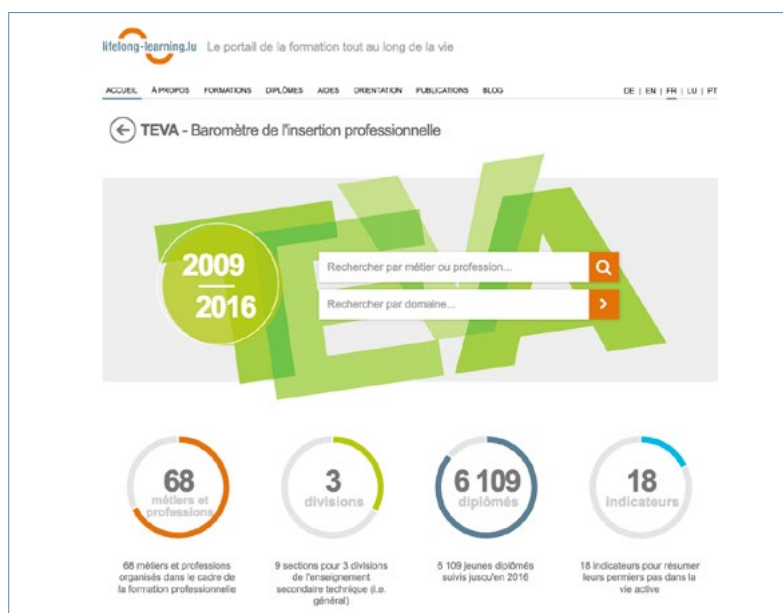 lifelong-learning.lu Le portail de la formation tout au long de la vie
ACCUEIL À PROPOS FORMATIONS DIPLÔMES AIDES ORIENTATION PUBLICATIONS BLOG DE | EN | FR | LU | PT
TEVA - Baromètre de l'insertion professionnelle
TEVA
2009
2016
Rechercher par métier ou profession...
Rechercher par domaine...
68
métiers et
professions
3
divisions
6 109
diplômés
18
indicateurs
68 métiers et professions
organisés dans le cadre de
la formation professionnelle
9 sections pour 3 divisions
de l'enseignement
secondaire technique (i.e.
général)
6 109 jeunes diplômés
suivis jusqu'en 2016
18 indicateurs pour résumer
leurs permiers pas dans la
vie active